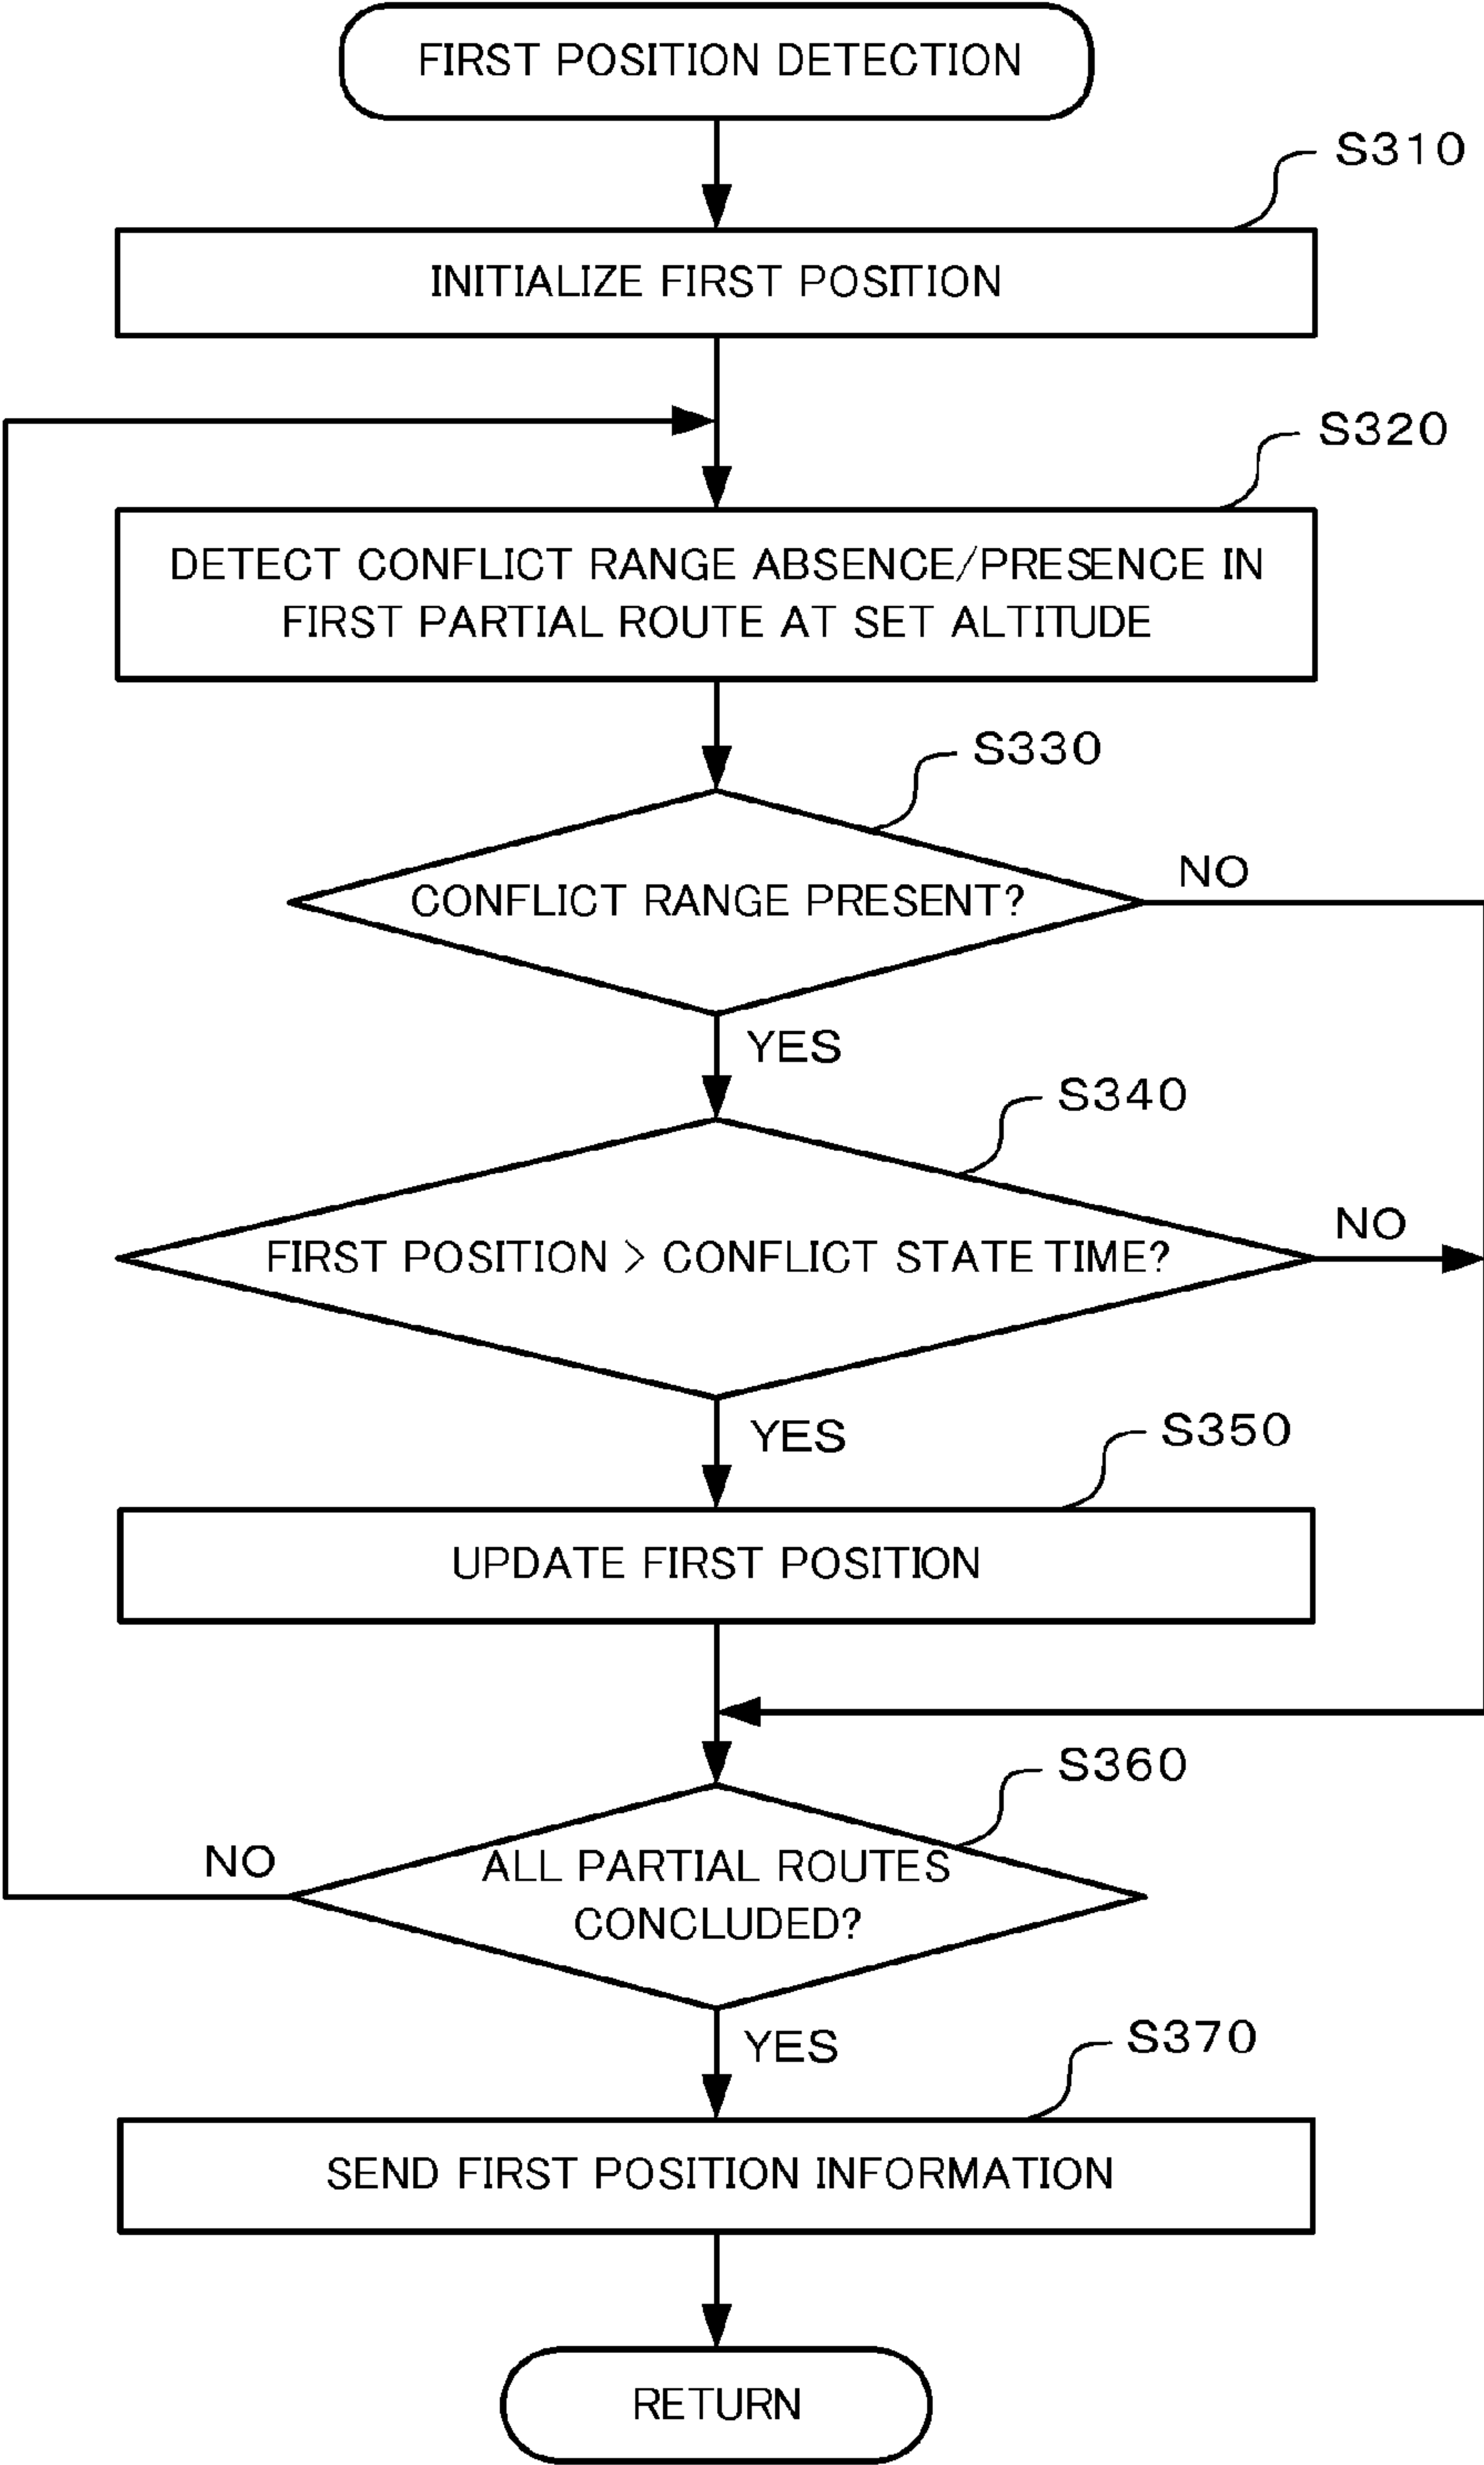 FIRST POSITION DETECTION
S310
INITIALIZE FIRST POSITION
S320
DETECT CONFLICT RANGE ABSENCE/PRESENCE IN
FIRST PARTIAL ROUTE AT SET ALTITUDE
S330
CONFLICT RANGE PRESENT?
NO
YES
S340
FIRST POSITION > CONFLICT STATE TIME?
NO
YES
S350
UPDATE FIRST POSITION
S360
ALL PARTIAL ROUTES
CONCLUDED?
NO
YES
S370
SEND FIRST POSITION INFORMATION
RETURN